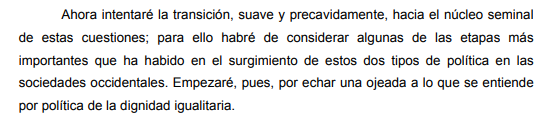 Ahora intentaré la transición, suave y precavidamente, hacia el núcleo seminal
de estas cuestiones; para ello habré de considerar algunas de las etapas más
importantes que ha habido en el surgimiento de estos dos tipos de política en las
sociedades occidentales. Empezaré, pues, por echar una ojeada a lo que se entiende
por política de la dignidad igualitaria.